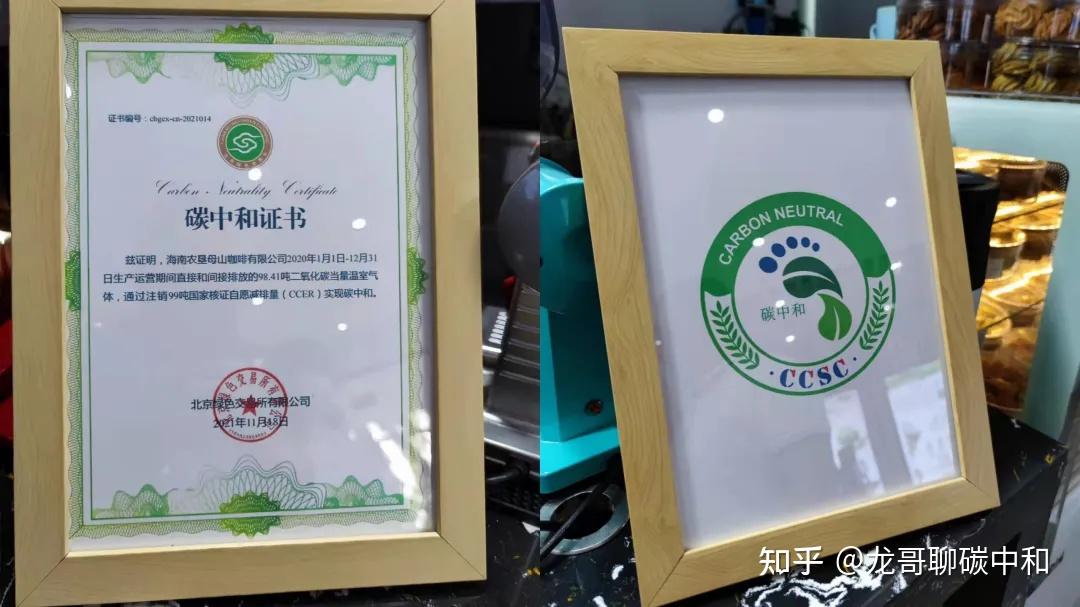 证书编号：cbgex-cn-2021014
Carbon Neutrality Certificate
碳中和证书
兹证明，海南农垦母山咖啡有限公司2020年1月1日-12月31
日生产运营期间直接和间接排放的98.41吨二氧化碳当量温室气
体，通过注销99吨国家核证自愿减排量（CCER）实现碳中和。
北京绿色交易所有限公司
2021年11月18日
CARBON NEUTRAL
碳中和
·CCSC·
知乎 @龙哥聊碳中和